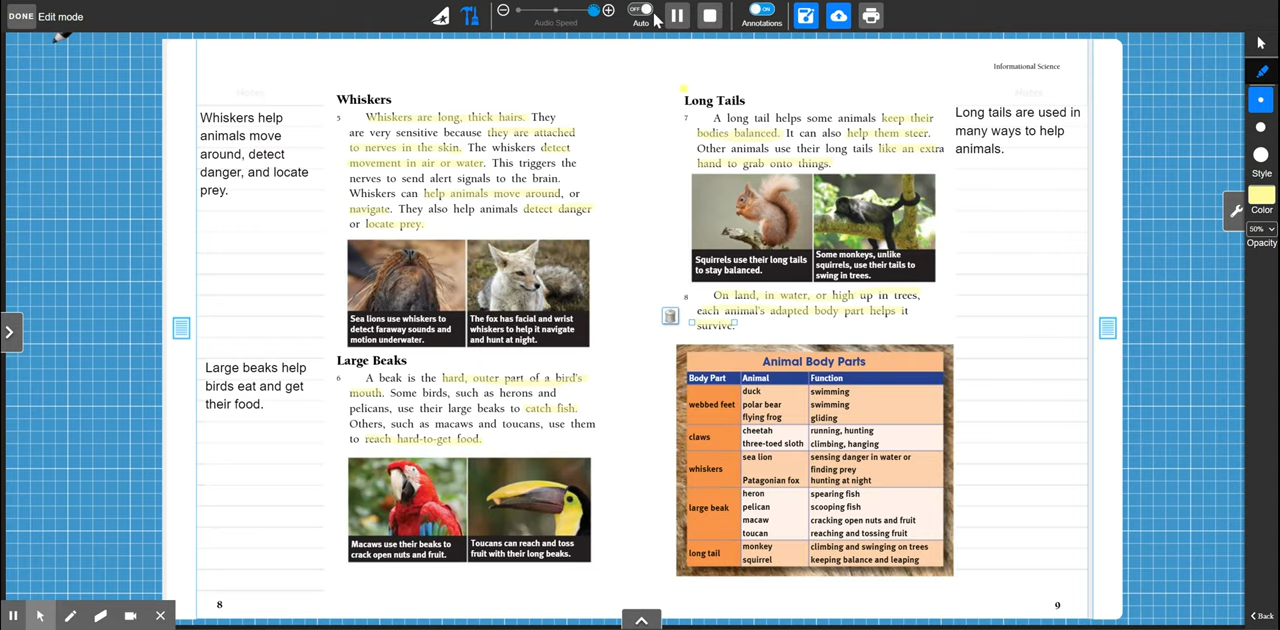 DONE Edit mode
Audio Speed
OFF
Auto
ON
Annotations
Informational Science
Notes
Whiskers help
animals move
around, detect
danger, and locate
prey.
Large beaks help
birds eat and get
their food.
Whiskers
5 Whiskers are long, thick hairs. They
are very sensitive because they are attached
to nerves in the skin. The whiskers detect
movement in air or water. This triggers the
nerves to send alert signals to the brain.
Whiskers can help animals move around, or
navigate. They also help animals detect danger
or locate prey.
Sea lions use whiskers to
detect faraway sounds and
motion underwater.
The fox has facial and wrist
whiskers to help it navigate
and hunt at night.
Large Beaks
6 A beak is the hard, outer part of a bird's
mouth. Some birds, such as herons and
pelicans, use their large beaks to catch fish.
Others, such as macaws and toucans, use them
to reach hard-to-get food.
Macaws use their beaks to
crack open nuts and fruit.
Toucans can reach and toss
fruit with their long beaks.
8
Long Tails
7 A long tail helps some animals keep their
bodies balanced. It can also help them steer.
Other animals use their long tails like an extra
hand to grab onto things.
Squirrels use their long tails
to stay balanced.
Some monkeys, unlike
squirrels, use their tails to
swing in trees.
8 On land, in water, or high up in trees,
each animal's adapted body part helps it
survive.
Animal Body Parts
Body Part Animal Function
webbed feet duck swimming
polar bear swimming
flying frog gliding
claws cheetah running, hunting
three-toed sloth climbing, hanging
whiskers sea lion sensing danger in water or
finding prey
Patagonian fox hunting at night
large beak heron spearing fish
pelican scooping fish
macaw cracking open nuts and fruit
toucan reaching and tossing fruit
long tail monkey climbing and swinging on trees
squirrel keeping balance and leaping
9
Notes
Long tails are used in
many ways to help
animals.
Style
Color
50%
Opacity
Back